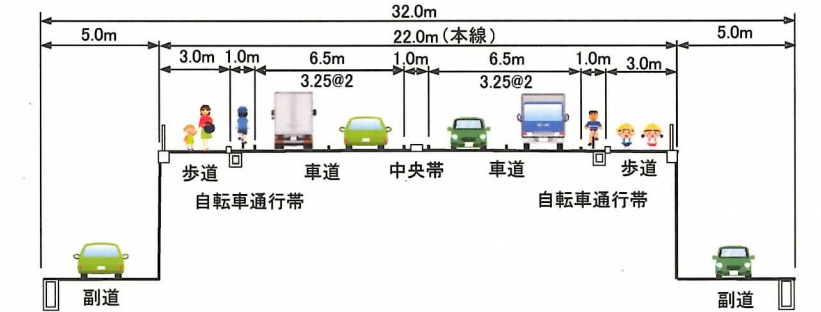 32.0m
5.0m 22.0m(本線) 5.0m
3.0m 1.0m 6.5m 1.0m 6.5m 1.0m 3.0m
3.25@2 3.25@2
歩道 車道 中央帯 車道 歩道
自転車通行帯 自転車通行帯
副道 副道